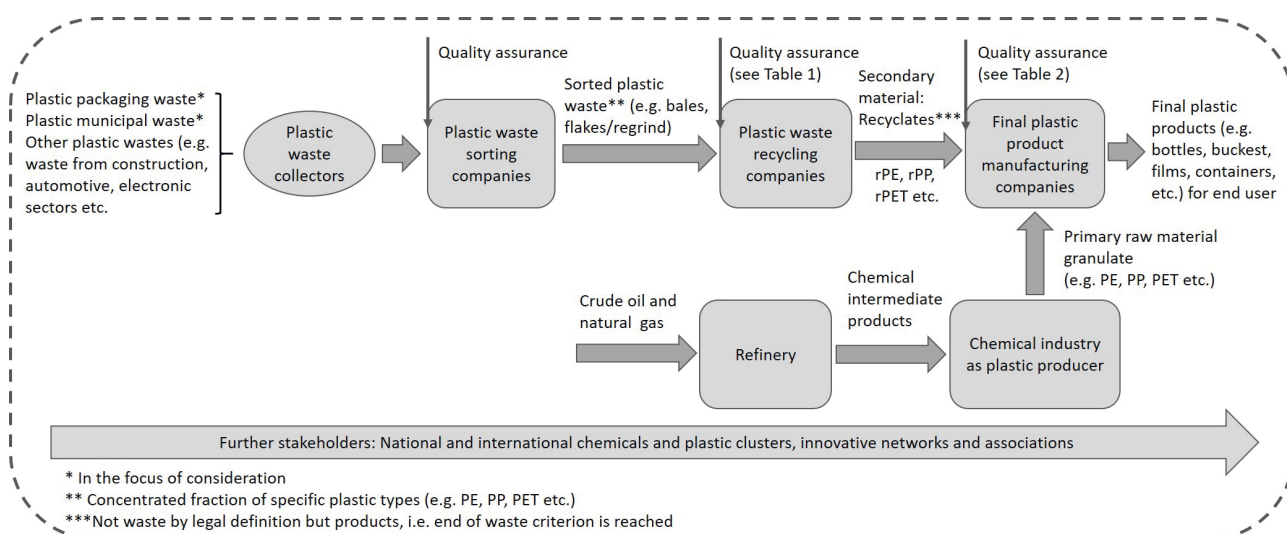 Quality assurance
Quality assurance
(see Table 1)
Quality assurance
(see Table 2)
Plastic packaging waste*
Plastic municipal waste*
Other plastic wastes (e.g.
waste from construction,
automotive, electronic
sectors etc.
Plastic
waste
collectors
Plastic waste
sorting
companies
Sorted plastic
waste** (e.g. bales,
flakes/regrind)
Plastic waste
recycling
companies
Secondary
material:
Recyclates***
rPE, rPP,
rPET etc.
Final plastic
product
manufacturing
companies
Final plastic
products (e.g.
bottles, buckest,
films, containers,
etc.) for end user
Primary raw material
granulate
(e.g. PE, PP, PET etc.)
Crude oil and
natural gas
Refinery
Chemical
intermediate
products
Chemical industry
as plastic producer
Further stakeholders: National and international chemicals and plastic clusters, innovative networks and associations
* In the focus of consideration
** Concentrated fraction of specific plastic types (e.g. PE, PP, PET etc.)
***Not waste by legal definition but products, i.e. end of waste criterion is reached